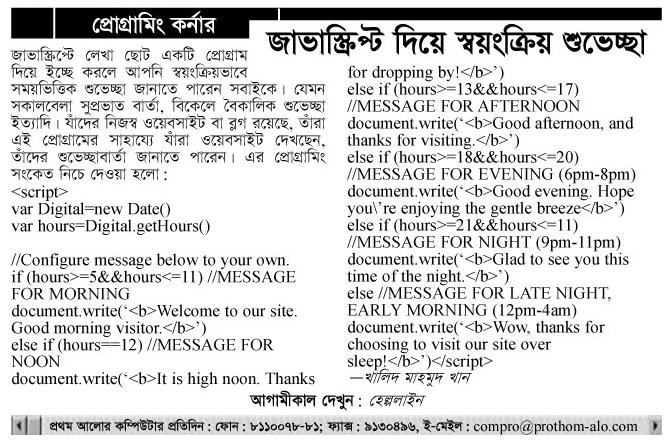 প্রোগ্রামিং কর্নার
জাভাস্ক্রিপ্ট দিয়ে স্বয়ংক্রিয় শুভেচ্ছা
জাভাস্ক্রিপ্টে লেখা ছোট একটি প্রোগ্রাম
দিয়ে ইচ্ছে করলে আপনি স্বয়ংক্রিয়ভাবে
সময়ভিত্তিক শুভেচ্ছা জানাতে পারেন সবাইকে। যেমন
সকালবেলা সুপ্রভাত বার্তা, বিকেলে বৈকালিক শুভেচ্ছা
ইত্যাদি। যাঁদের নিজস্ব ওয়েবসাইট বা ব্লগ রয়েছে, তাঁরা
এই প্রোগ্রামের সাহায্যে যাঁরা ওয়েবসাইট দেখছেন,
তাঁদের শুভেচ্ছাবার্তা জানাতে পারেন। এর প্রোগ্রামিং
সংকেত নিচে দেওয়া হলো :
<script>
var Digital=new Date()
var hours=Digital.getHours()
//Configure message below to your own.
if (hours>=5&&hours<=11) //MESSAGE
FOR MORNING
document.write(‘<b>Welcome to our site.
Good morning visitor.</b>’)
else if (hours==12) //MESSAGE FOR
NOON
document.write(‘<b>It is high noon. Thanks
for dropping by!</b>’)
else if (hours>=13&&hours<=17)
//MESSAGE FOR AFTERNOON
document.write(‘<b>Good afternoon, and
thanks for visiting.</b>’)
else if (hours>=18&&hours<=20)
//MESSAGE FOR EVENING (6pm-8pm)
document.write(‘<b>Good evening. Hope
you\’re enjoying the gentle breeze</b>’)
else if (hours>=21&&hours<=11)
//MESSAGE FOR NIGHT (9pm-11pm)
document.write(‘<b>Glad to see you this
time of the night.</b>’)
else //MESSAGE FOR LATE NIGHT,
EARLY MORNING (12pm-4am)
document.write(‘<b>Wow, thanks for
choosing to visit our site over
sleep!</b>’)</script>
—খালিদ মাহমুদ খান
আগামীকাল দেখুন : হেল্পলাইন
প্রথম আলোর কম্পিউটার প্রতিদিন : ফোন : ৮১১০০৭৮-৮১; ফ্যাক্স : ৯১৩০৪৯৬, ই-মেইল : compro@prothom-alo.com